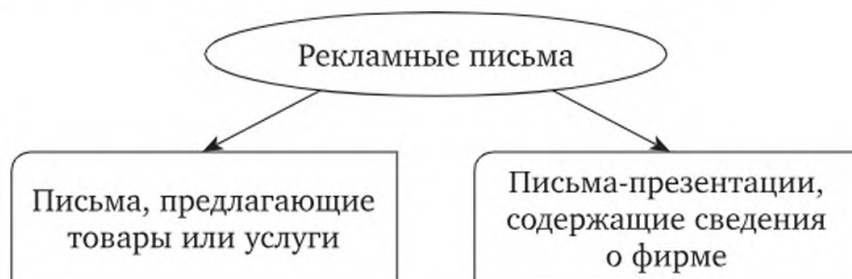 Рекламные письма
Письма, предлагающие
товары или услуги
Письма-презентации,
содержащие сведения
о фирме